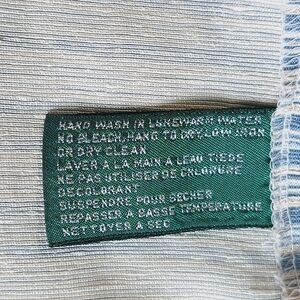 HAND WASH IN LUKEWARM WATER
NO BLEACH, HANG TO DRY, LOW IRON
OR DRY CLEAN
LAVER A LA MAIN A LEAU TIEDE
NE PAS UTILISER DE CHLORURE
DECOLORANT
SUSPENDRE POUR SECHER
REPASSER A BASSE TEMPERATURE
NETTOYER A SEC